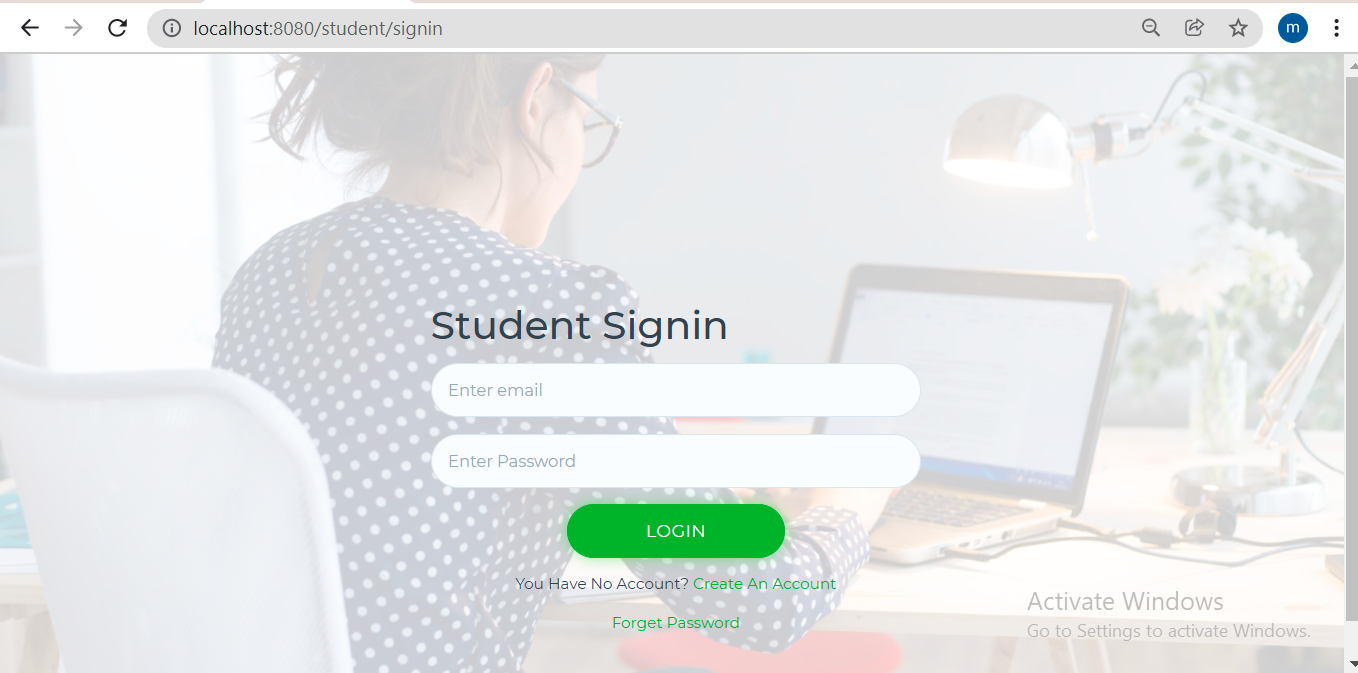 localhost:8080/student/signin
m
Student Signin
Enter email
Enter Password
LOGIN
You Have No Account? Create An Account
Forget Password
Activate Windows
Go to Settings to activate Windows.